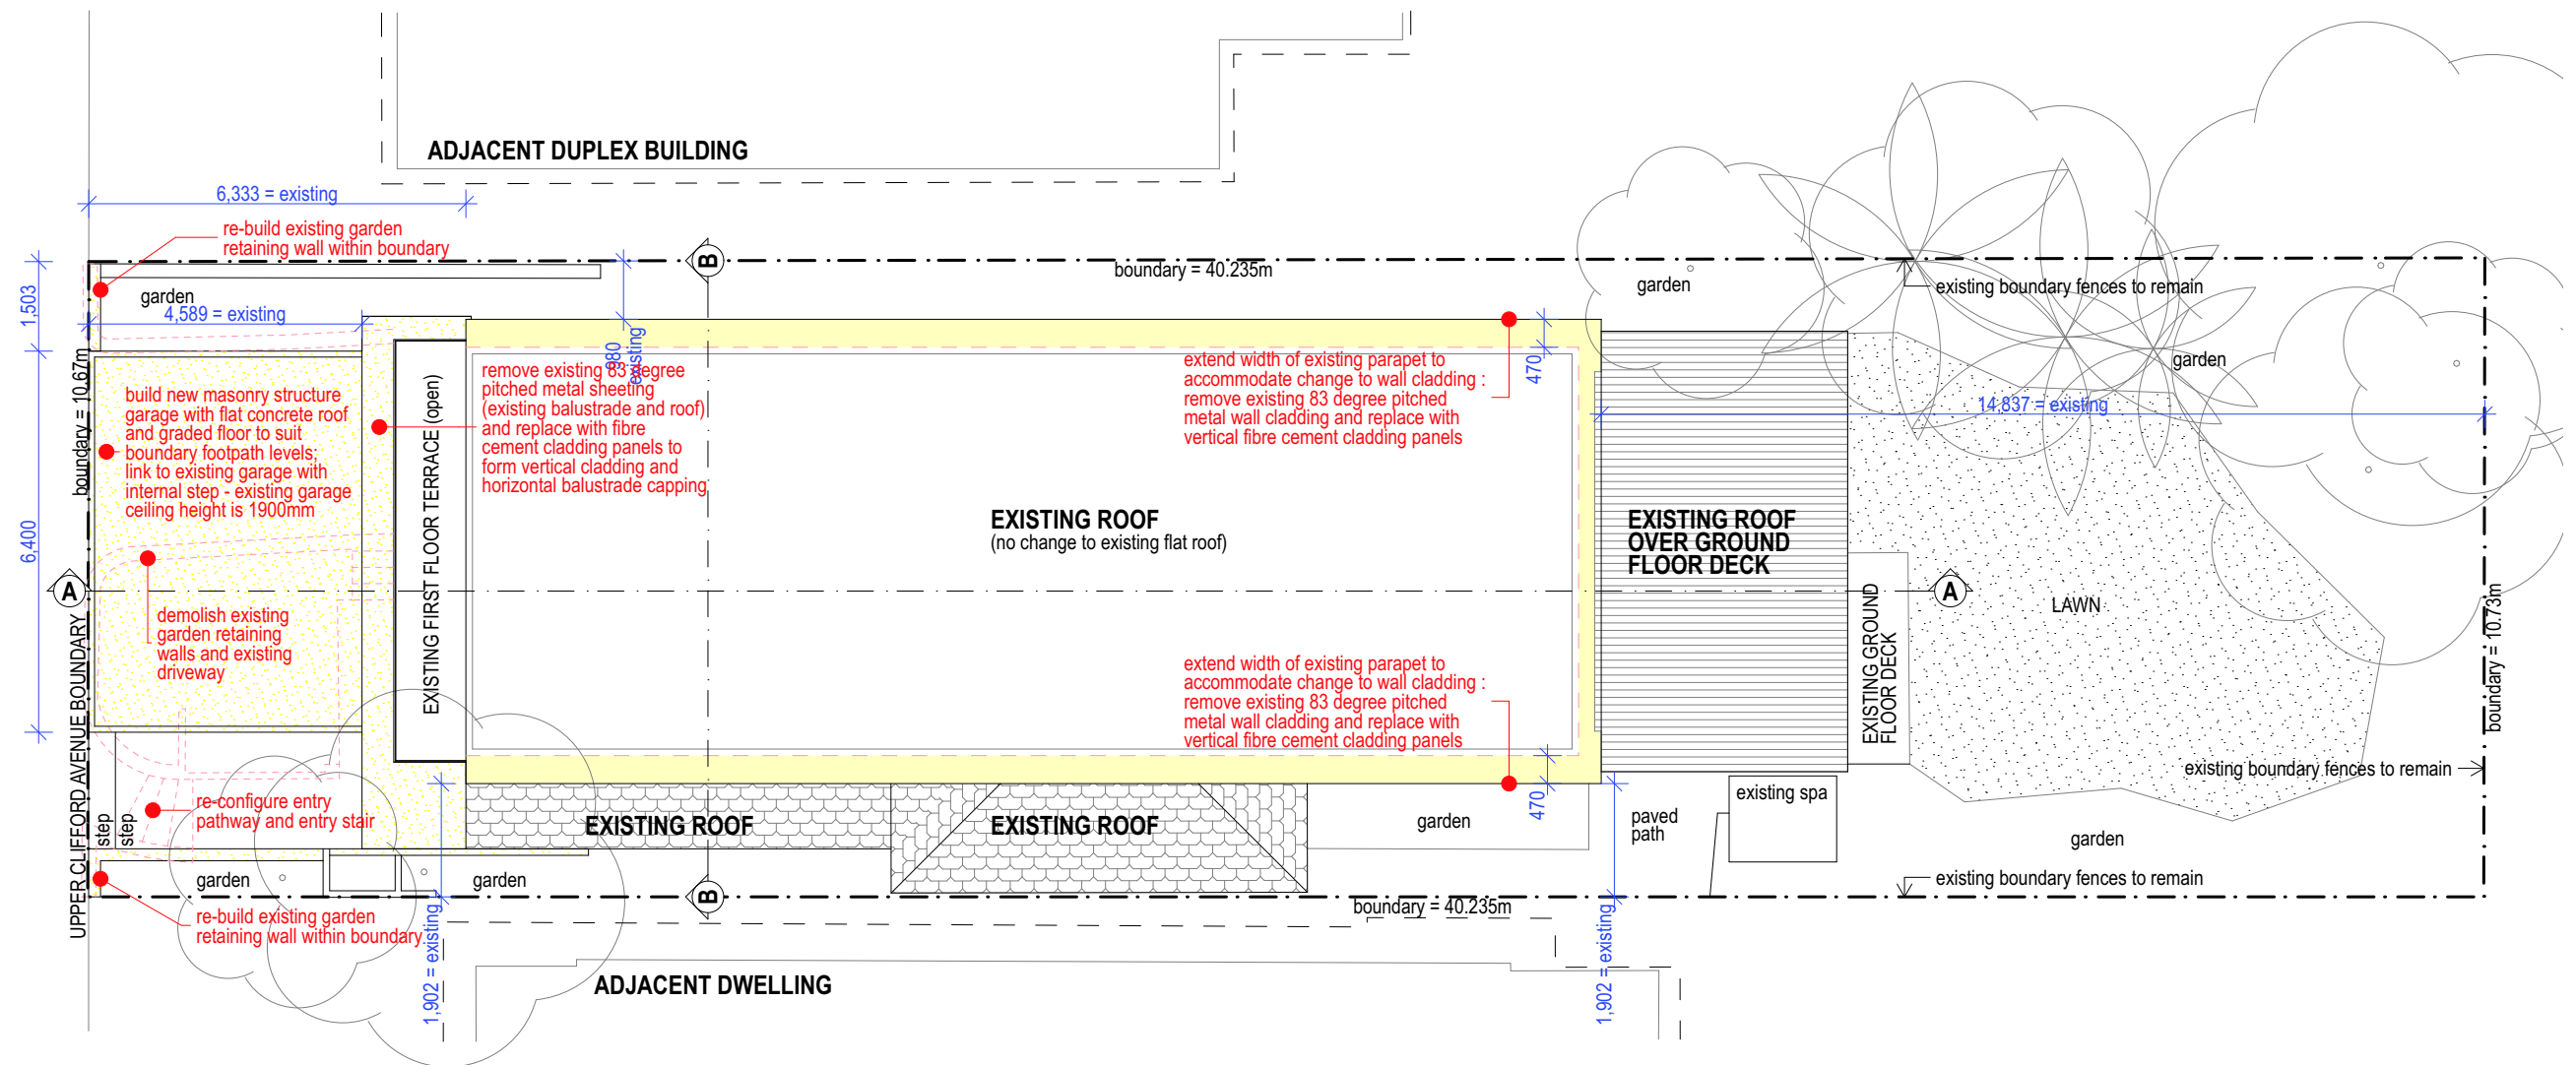 ADJACENT DUPLEX BUILDING
6,333 = existing
re-build existing garden
retaining wall within boundary
B
boundary = 40.235m
1,503
garden
4,589 = existing
980
existing
garden
existing boundary fences to remain
boundary = 10.67m
build new masonry structure
garage with flat concrete roof
and graded floor to suit
boundary footpath levels;
link to existing garage with
internal step - existing garage
ceiling height is 1900mm
EXISTING FIRST FLOOR TERRACE (open)
remove existing 83 degree
pitched metal sheeting
(existing balustrade and roof)
and replace with fibre
cement cladding panels to
form vertical cladding and
horizontal balustrade capping
extend width of existing parapet to
accommodate change to wall cladding :
remove existing 83 degree pitched
metal wall cladding and replace with
vertical fibre cement cladding panels
470
garden
14,837 = existing
6,400
EXISTING ROOF
(no change to existing flat roof)
EXISTING ROOF
OVER GROUND
FLOOR DECK
A
A
demolish existing
garden retaining
walls and existing
driveway
EXISTING GROUND
FLOOR DECK
LAWN
boundary = 10.73m
UPPER CLIFFORD AVENUE BOUNDARY
extend width of existing parapet to
accommodate change to wall cladding :
remove existing 83 degree pitched
metal wall cladding and replace with
vertical fibre cement cladding panels
existing boundary fences to remain
re-configure entry
pathway and entry stair
step
step
EXISTING ROOF
EXISTING ROOF
garden
470
paved
path
existing spa
garden
garden
garden
B
existing boundary fences to remain
re-build existing garden
retaining wall within boundary
boundary = 40.235m
1,902 = existing
1,902 = existing
ADJACENT DWELLING